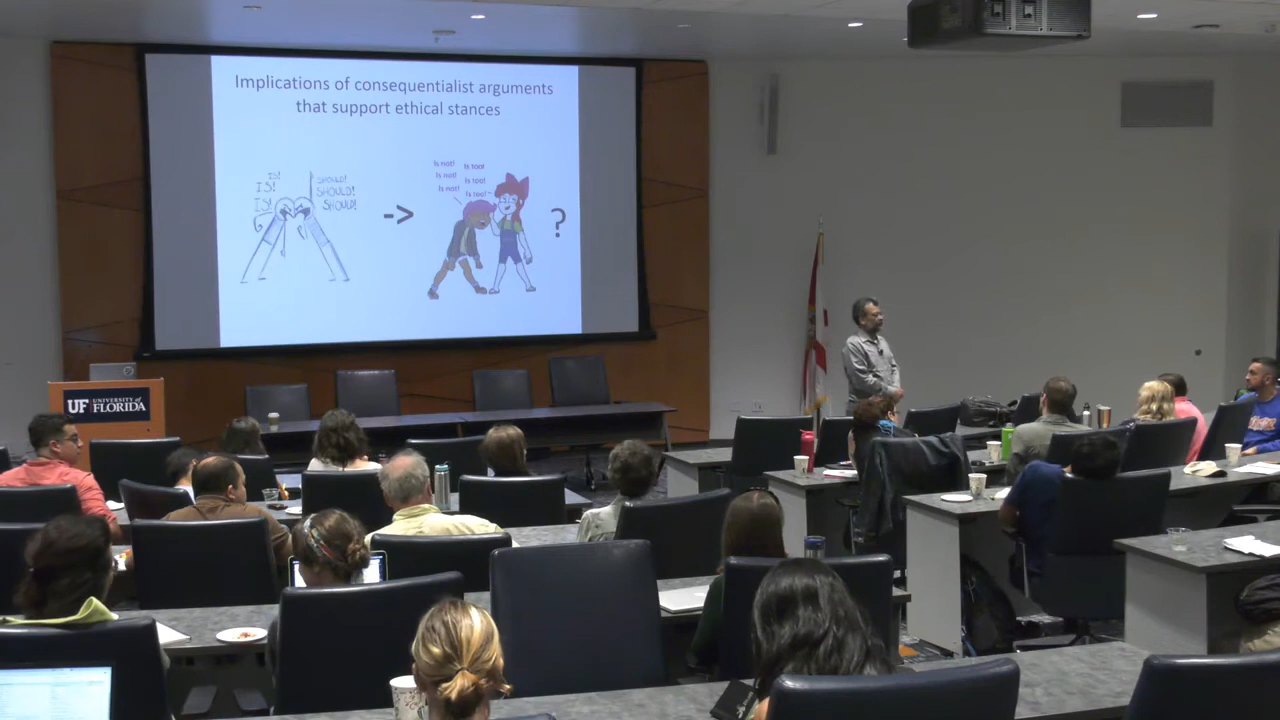 Implications of consequentialist arguments
that support ethical stances
IS!
IS!
IS!
SHOULD!
SHOULD!
SHOULD!
->
Is not! Is too!
Is not! Is too!
Is not! Is too!
?
UF UNIVERSITY of
FLORIDA